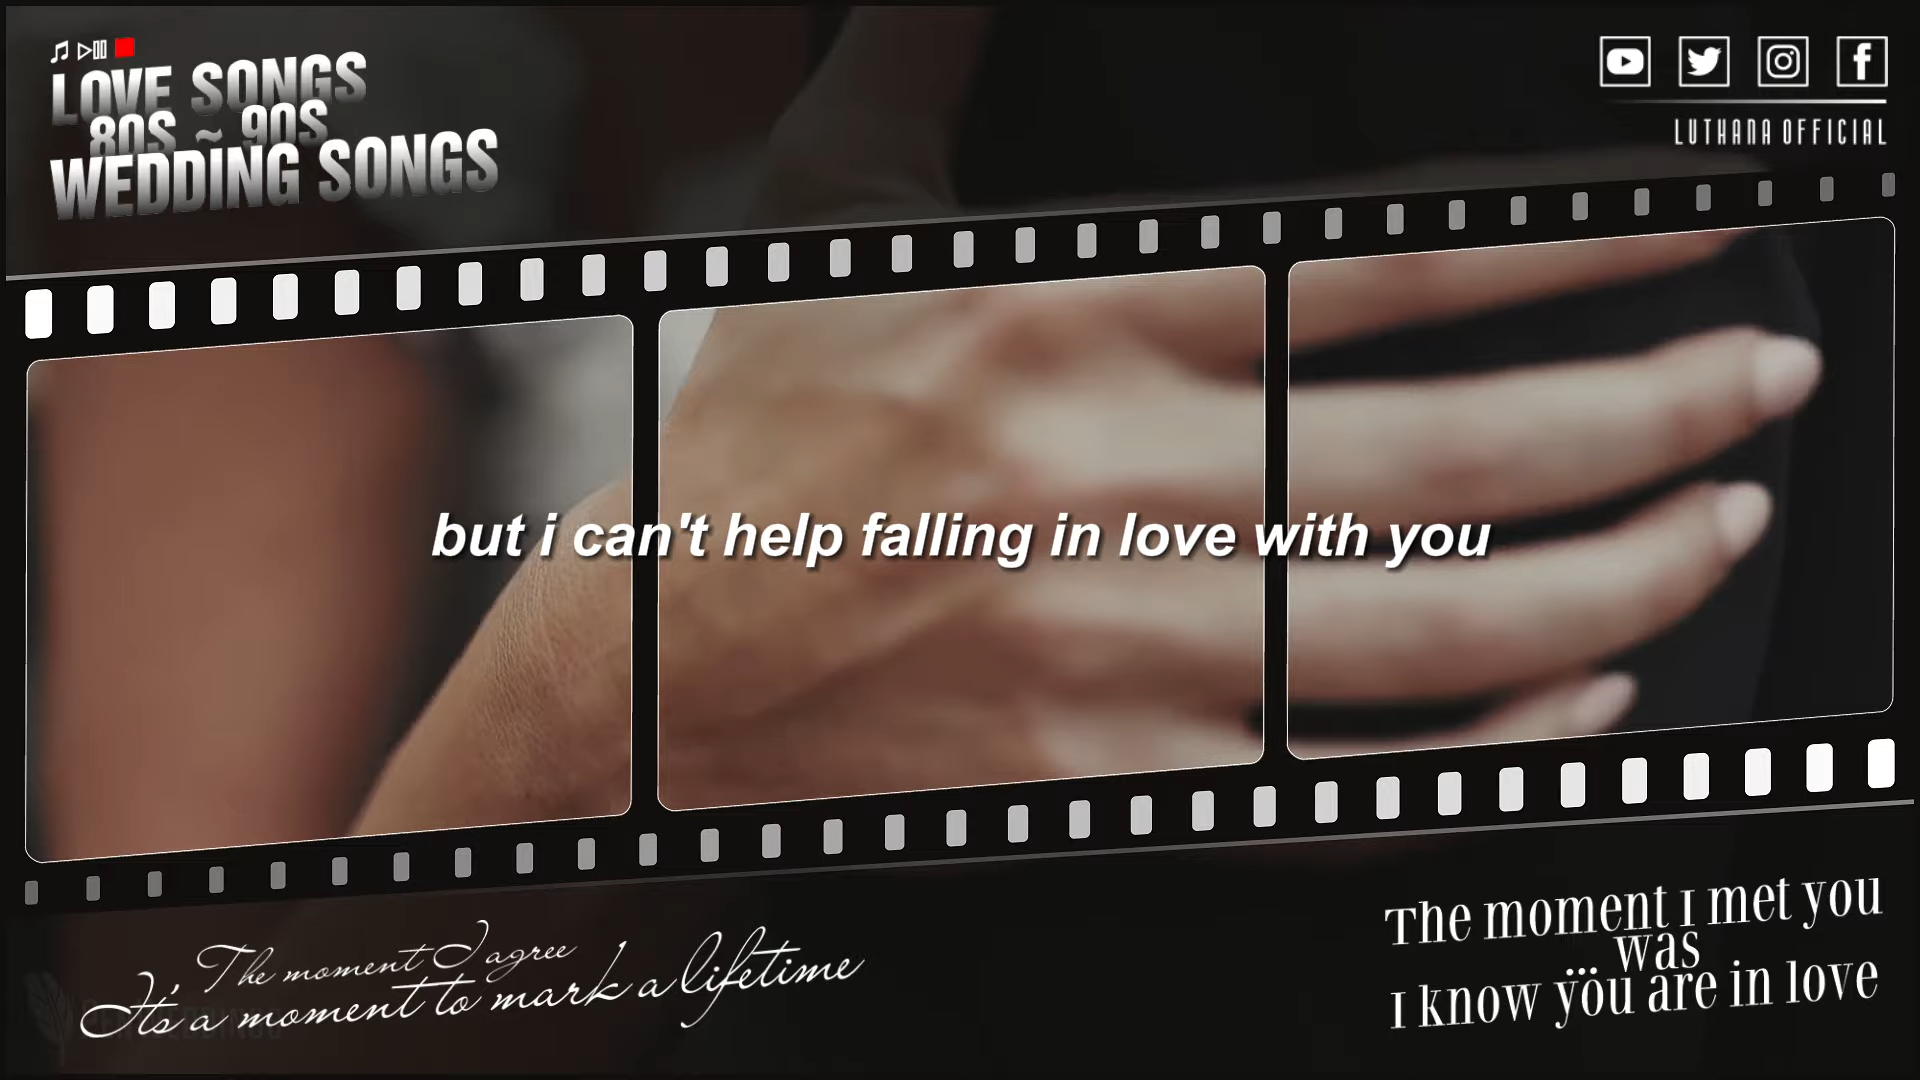 LOVE SONGS
80S ~ 90S
WEDDING SONGS
LUTHANA OFFICIAL
but i can't help falling in love with you
The moment I agree
It's a moment to mark a lifetime
The moment I met you
was
I know you are in love